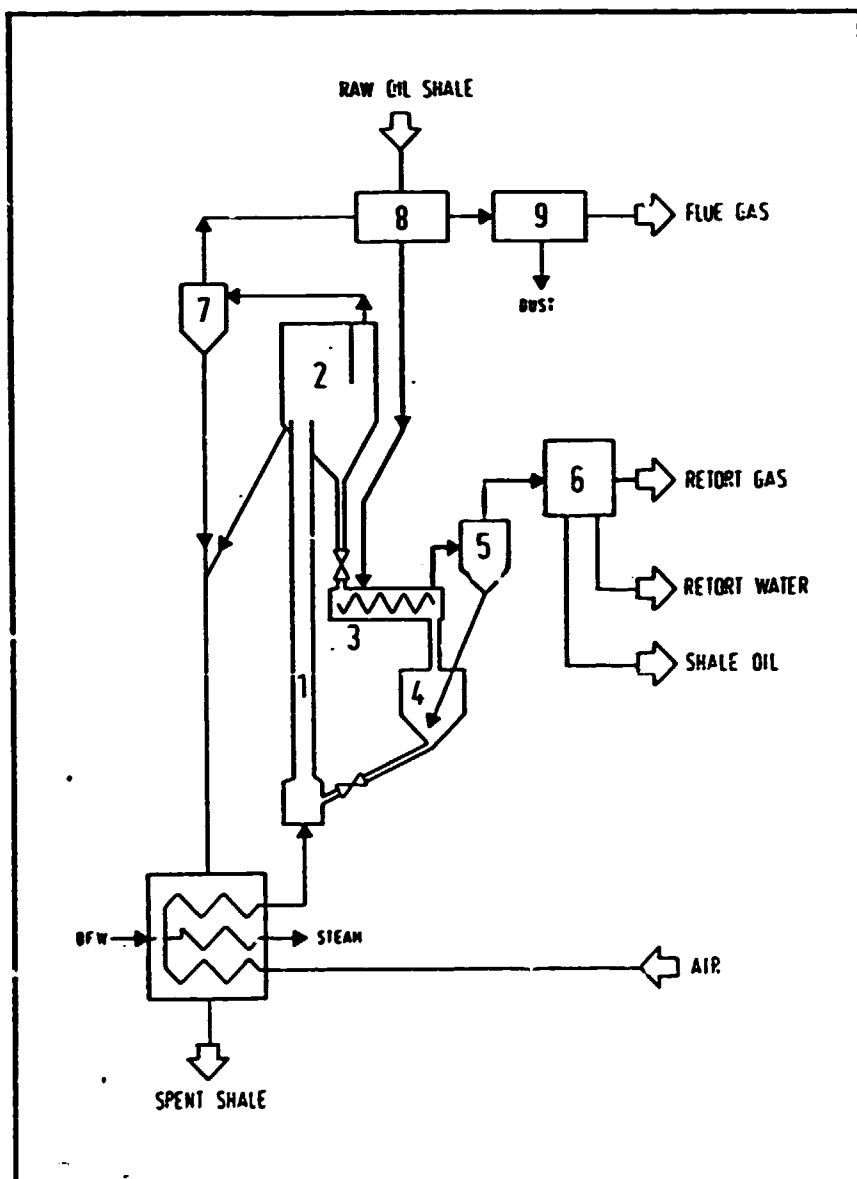 RAW OIL SHALE
8
9
FLUE GAS
DUST
7
2
6
RETORT GAS
5
RETORT WATER
3
SHALE OIL
4
1
BFW
STEAM
AIR
SPENT SHALE